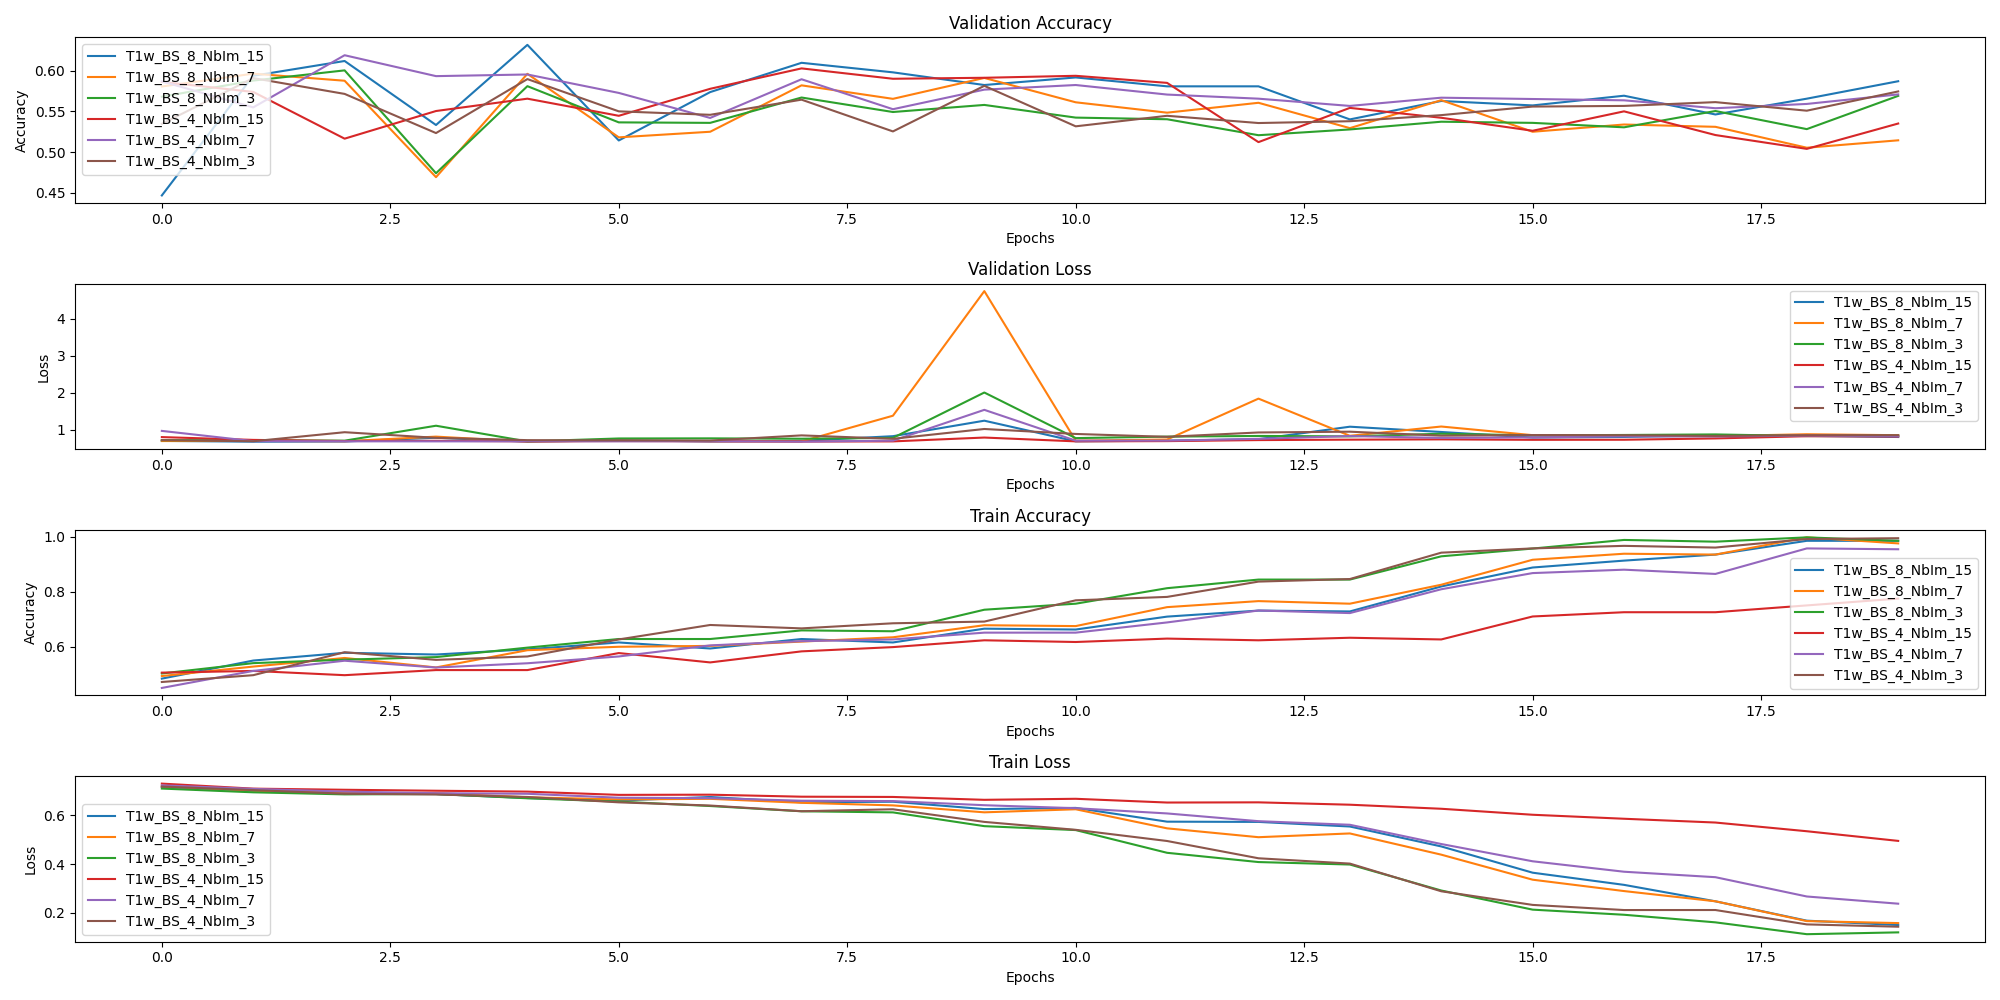 Validation Accuracy
T1w_BS_8_NbIm_15
T1w_BS_8_NbIm_7
T1w_BS_8_NbIm_3
T1w_BS_4_NbIm_15
T1w_BS_4_NbIm_7
T1w_BS_4_NbIm_3
Accuracy
0.60
0.55
0.50
0.45
0.0 2.5 5.0 7.5 10.0 12.5 15.0 17.5
Epochs
Validation Loss
T1w_BS_8_NbIm_15
T1w_BS_8_NbIm_7
T1w_BS_8_NbIm_3
T1w_BS_4_NbIm_15
T1w_BS_4_NbIm_7
T1w_BS_4_NbIm_3
Loss
4
3
2
1
0.0 2.5 5.0 7.5 10.0 12.5 15.0 17.5
Epochs
Train Accuracy
T1w_BS_8_NbIm_15
T1w_BS_8_NbIm_7
T1w_BS_8_NbIm_3
T1w_BS_4_NbIm_15
T1w_BS_4_NbIm_7
T1w_BS_4_NbIm_3
Accuracy
1.0
0.8
0.6
0.0 2.5 5.0 7.5 10.0 12.5 15.0 17.5
Epochs
Train Loss
T1w_BS_8_NbIm_15
T1w_BS_8_NbIm_7
T1w_BS_8_NbIm_3
T1w_BS_4_NbIm_15
T1w_BS_4_NbIm_7
T1w_BS_4_NbIm_3
Loss
0.6
0.4
0.2
0.0 2.5 5.0 7.5 10.0 12.5 15.0 17.5
Epochs